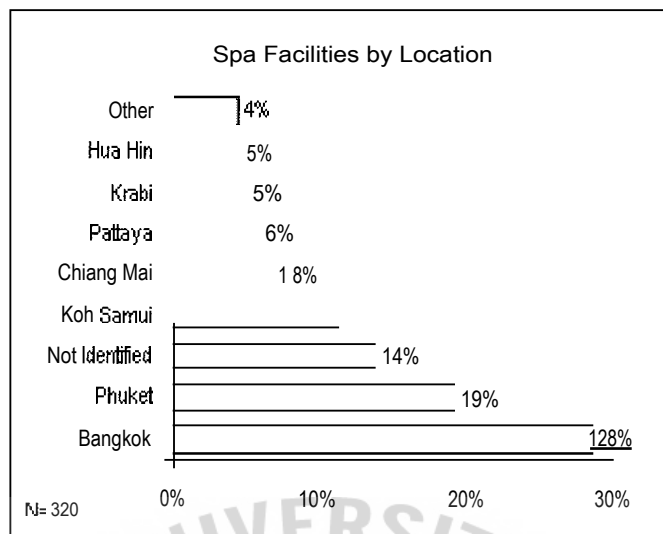 Spa Facilities by Location
Other 4%
Hua Hin 5%
Krabi 5%
Pattaya 6%
Chiang Mai 1 8%
Koh Samui
Not Identified 14%
Phuket 19%
Bangkok 128%
0% 10% 20% 30%
N= 320
UNIVERSIT